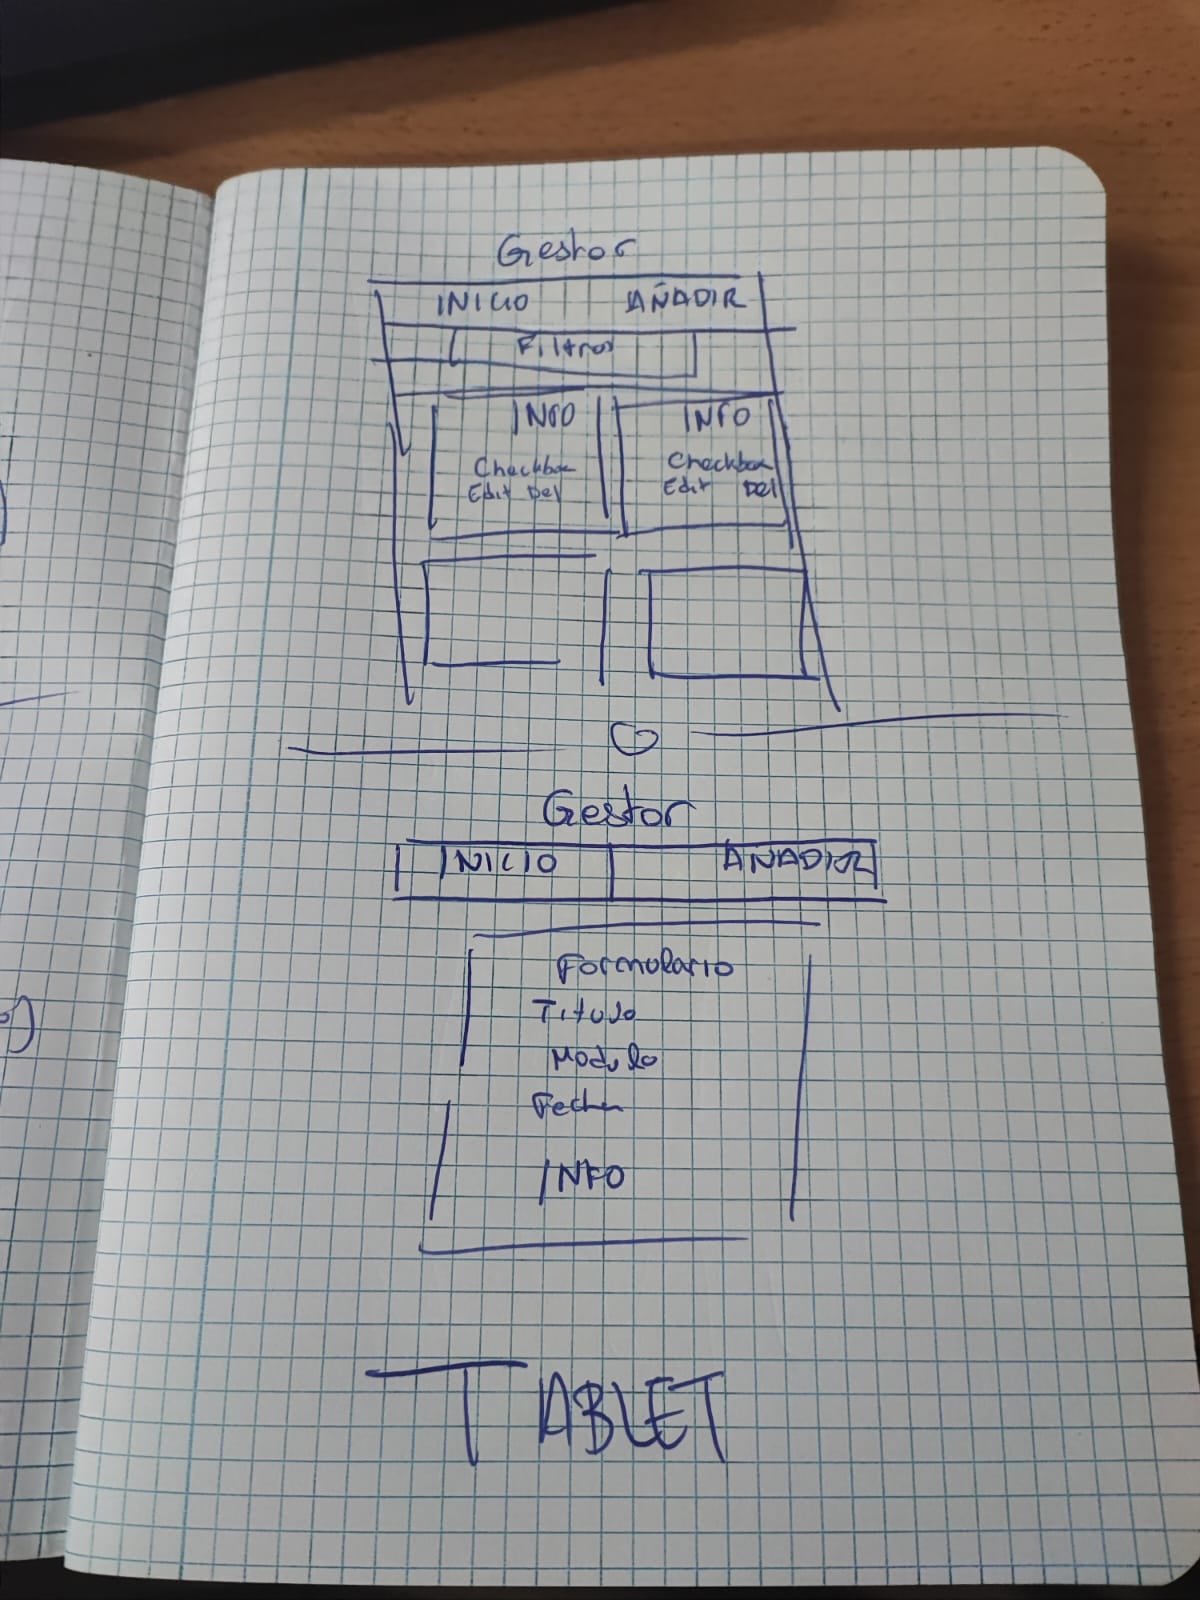 Gestor
INICIO AÑADIR
Filtros
INFO INFO
Checkbox Checkbox
Edit Del Edit Del
Gestor
INICIO AÑADIR
Formulario
Titulo
Modulo
Fecha
INFO
TABLET